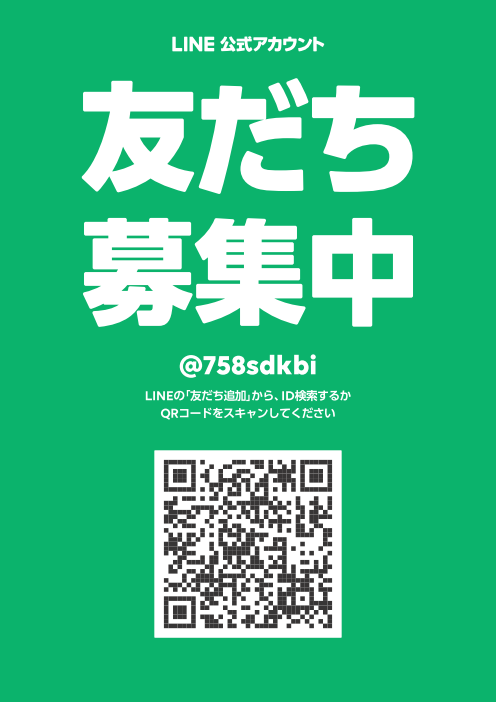 LINE 公式アカウント
友だち
募集中
@758sdkbi
LINEの「友だち追加」から、ID検索するか
QRコードをスキャンしてください